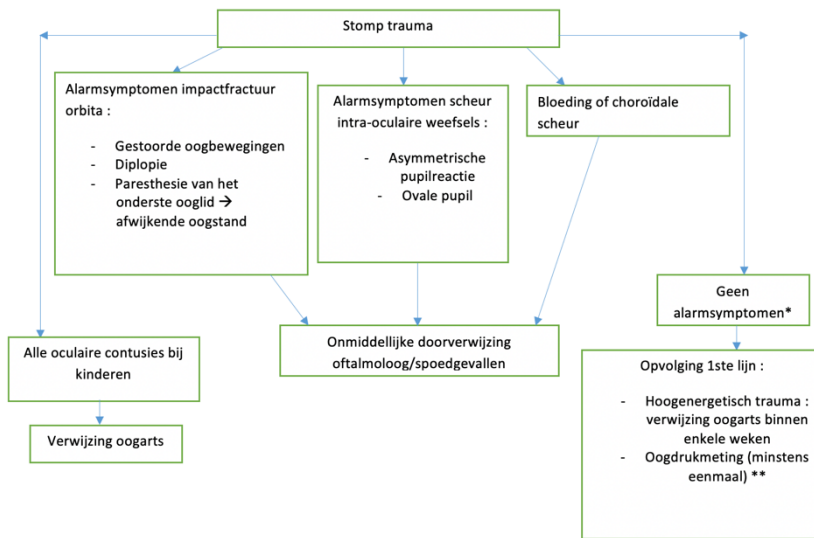 Stomp trauma
Alarmsymptomen impactfractuur
orbita :
- Gestoorde oogbewegingen
- Diplopie
- Paresthesie van het
onderste ooglid →
afwijkende oogstand
Alarmsymptomen scheur
intra-oculaire weefsels :
- Asymmetrische
pupilreactie
- Ovale pupil
Bloeding of choroïdale
scheur
Geen
alarmsymptomen*
Alle oculaire contusies bij
kinderen
Onmiddellijke doorverwijzing
oftalmoloog/spoedgevallen
Opvolging 1ste lijn :
- Hoogenergetisch trauma :
verwijzing oogarts binnen
enkele weken
- Oogdrukmeting (minstens
eenmaal) **
Verwijzing oogarts